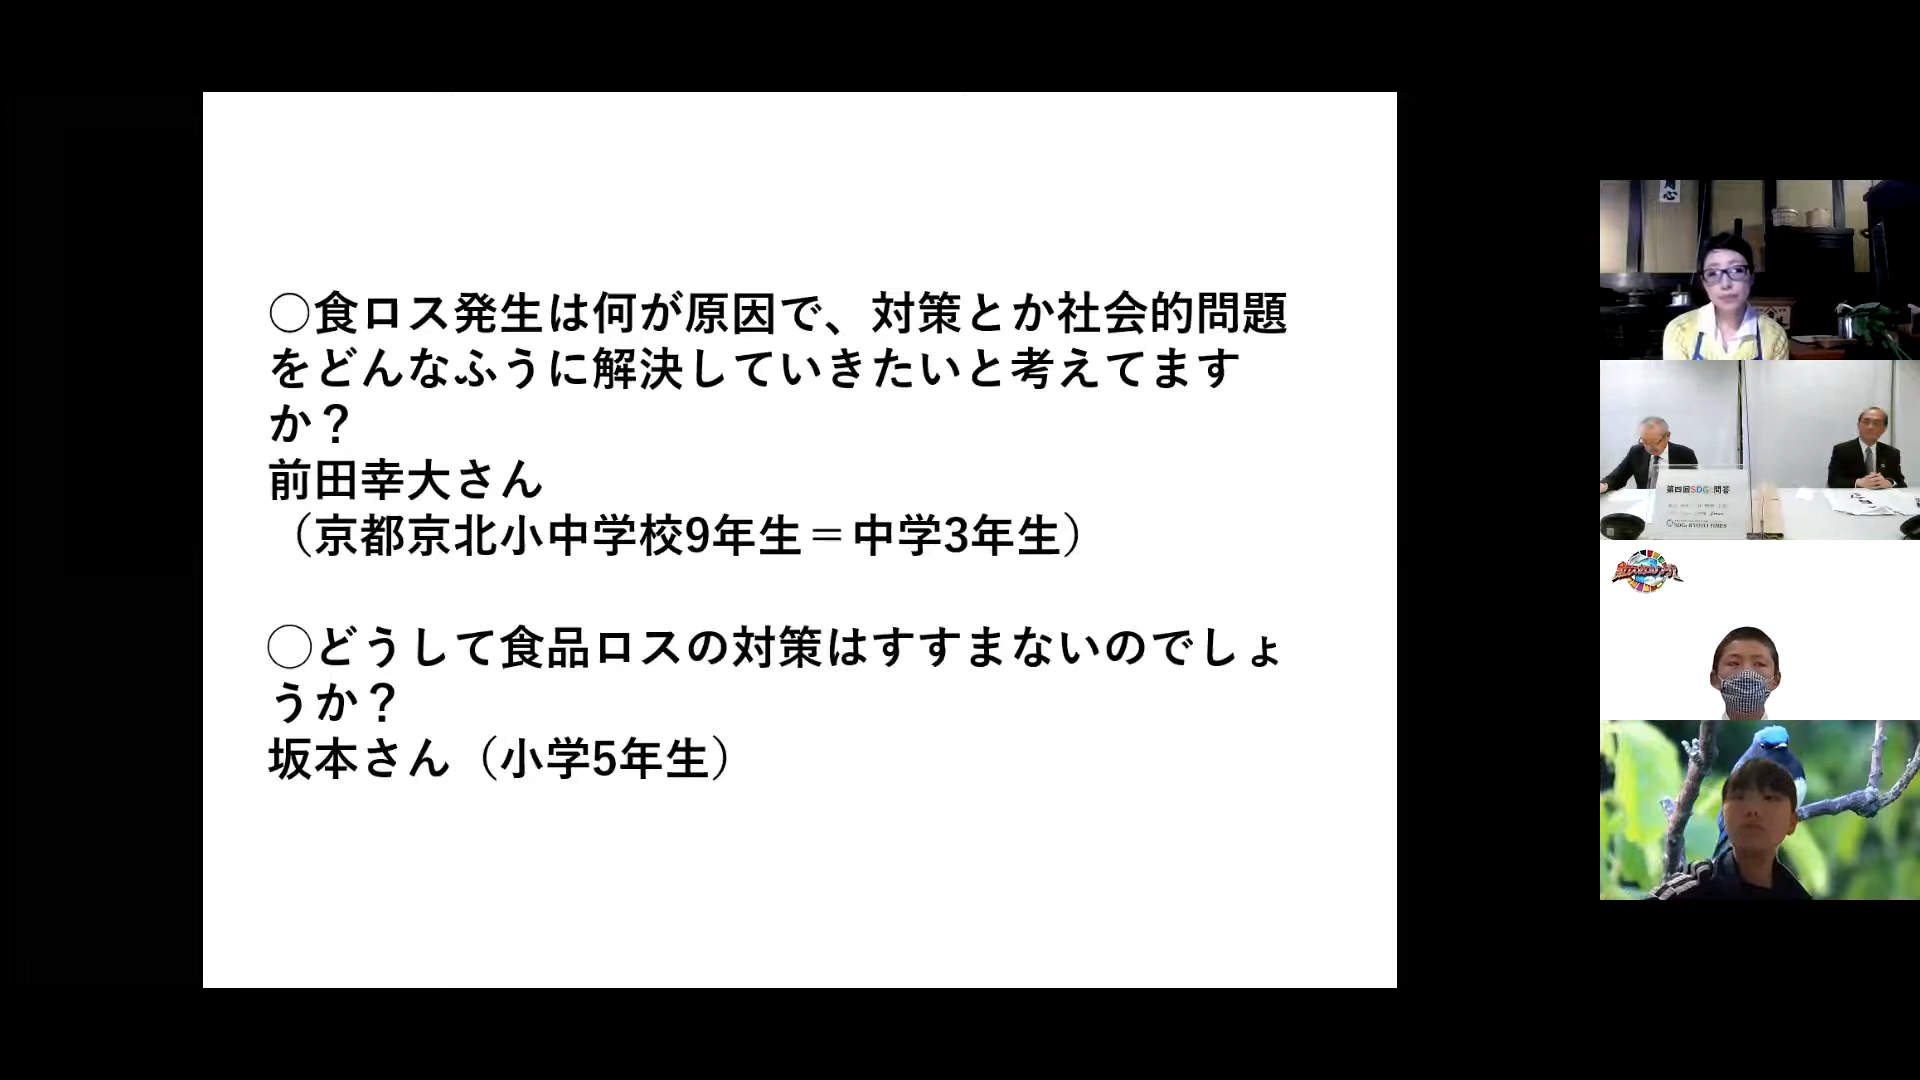 ○食ロス発生は何が原因で、対策とか社会的問題
をどんなふうに解決していきたいと考えてます
か？
前田幸大さん
（京都京北小中学校9年生＝中学3年生）
○どうして食品ロスの対策はすすまないのでしょ
うか？
坂本さん（小学5年生）
心
第四回SDGs問答
SDGs KYOTO TIMES